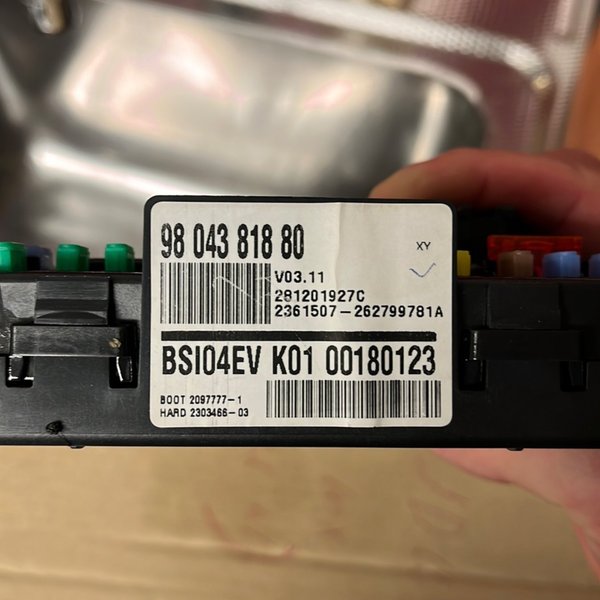 98 043 818 80
XY
V03.11
281201927C
2361507-262799781A
BSI04EV K01 00180123
BOOT 2097777-1
HARD 2303466-03